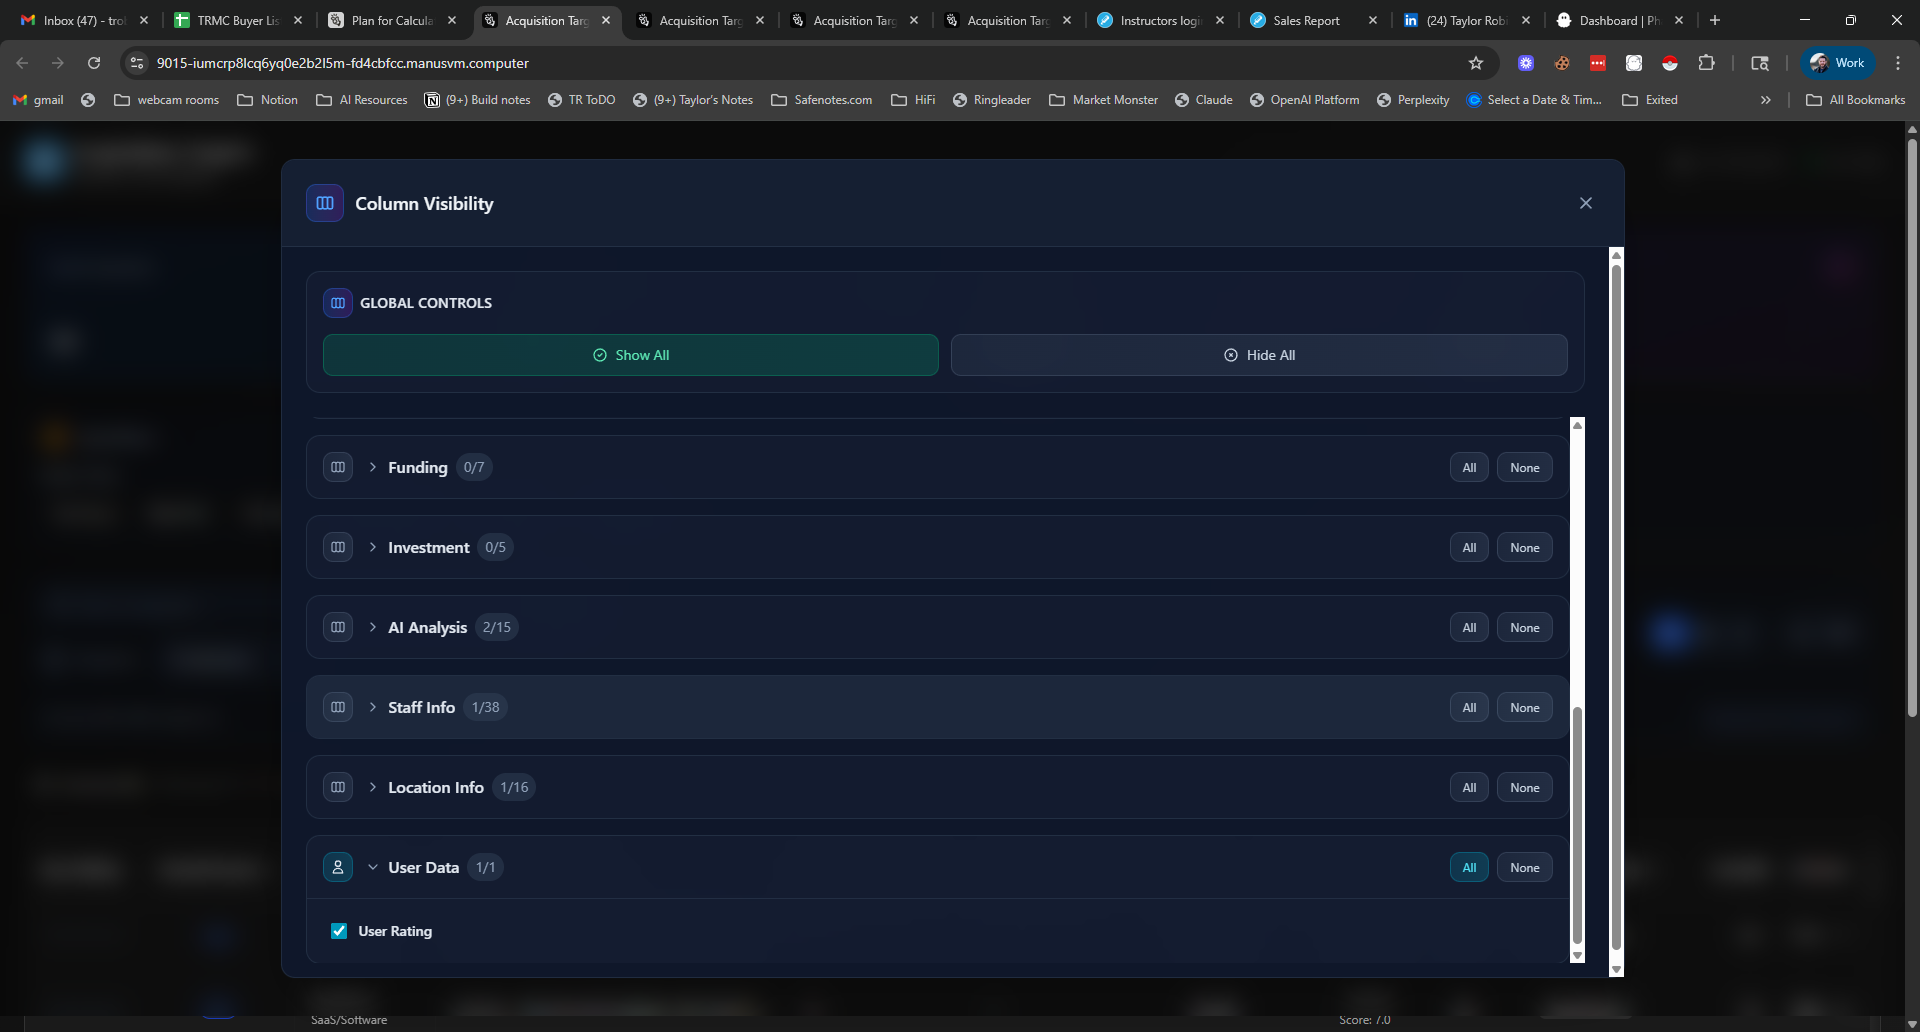 Inbox (47) - trol
TRMC Buyer Lis
Plan for Calcula
Acquisition Targ
Acquisition Targ
Acquisition Targ
Acquisition Targ
Instructors logi
Sales Report
(24) Taylor Rob
Dashboard | Ph
9015-iumcrp8lcq6yq0e2b2l5m-fd4cbfcc.manusvm.computer
Work
gmail
webcam rooms
Notion
AI Resources
(9+) Build notes
TR ToDO
(9+) Taylor's Notes
Safenotes.com
HiFi
Ringleader
Market Monster
Claude
OpenAI Platform
Perplexity
Select a Date & Tim...
Exited
»
All Bookmarks
Column Visibility
GLOBAL CONTROLS
Show All
Hide All
Funding 0/7
All None
Investment 0/5
All None
AI Analysis 2/15
All None
Staff Info 1/38
All None
Location Info 1/16
All None
User Data 1/1
All None
User Rating
SaaS/Software
Score: 7.0